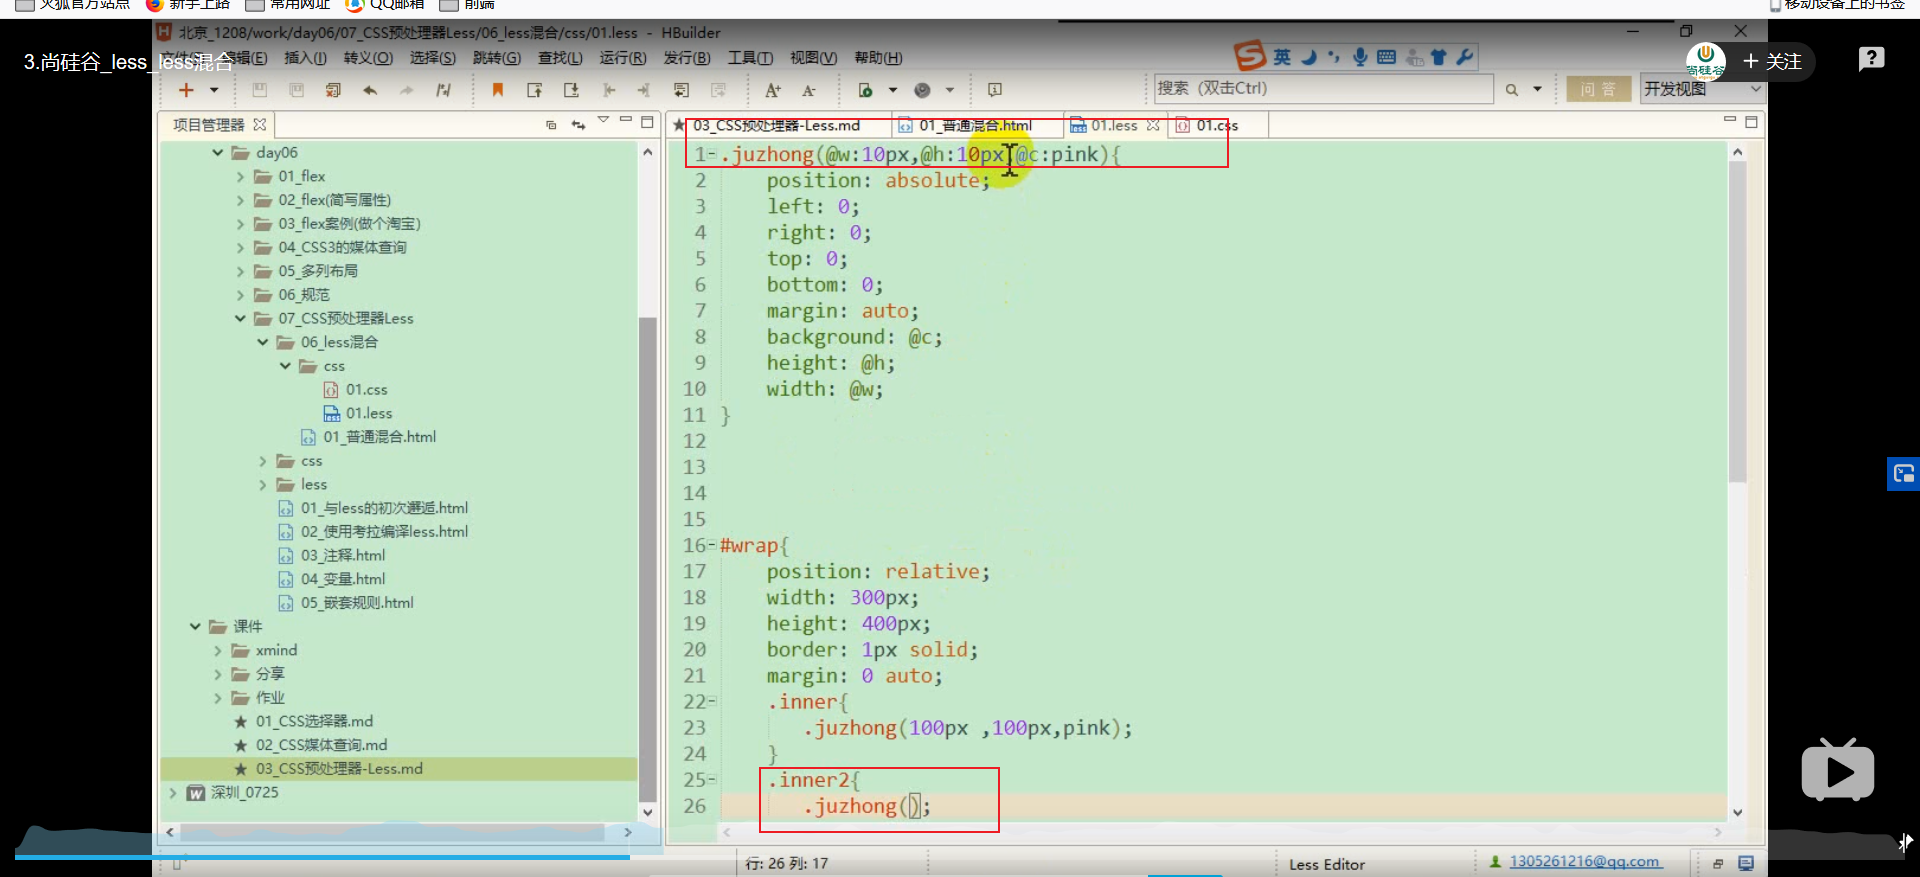 火狐官方站点 新手上路 常用网址 QQ邮箱 前端 移动设备上的书签
北京_1208/work/day06/07_CSS预处理器Less/06_less混合/css/01.less - HBuilder
3.尚硅谷_less_less混合
编辑(E) 插入(I) 转义(O) 选择(S) 跳转(G) 查找(L) 运行(R) 发行(B) 工具(T) 视图(V) 帮助(H)
英
尚硅谷
+ 关注
搜索 (双击Ctrl)
问 答
开发视图
项目管理器
03_CSS预处理器-Less.md 01_普通混合.html 01.less 01.css
day06
01_flex
02_flex(简写属性)
03_flex案例(做个淘宝)
04_CSS3的媒体查询
05_多列布局
06_规范
07_CSS预处理器Less
06_less混合
css
01.css
01.less
01_普通混合.html
css
less
01_与less的初次邂逅.html
02_使用考拉编译less.html
03_注释.html
04_变量.html
05_嵌套规则.html
课件
xmind
分享
作业
01_CSS选择器.md
02_CSS媒体查询.md
03_CSS预处理器-Less.md
深圳_0725
1 .juzhong(@w:10px,@h:10px,@c:pink){
2 position: absolute;
3 left: 0;
4 right: 0;
5 top: 0;
6 bottom: 0;
7 margin: auto;
8 background: @c;
9 height: @h;
10 width: @w;
11 }
12
13
14
15
16 #wrap{
17 position: relative;
18 width: 300px;
19 height: 400px;
20 border: 1px solid;
21 margin: 0 auto;
22 .inner{
23 .juzhong(100px ,100px,pink);
24 }
25 .inner2{
26 .juzhong();
行: 26 列: 17
Less Editor
1305261216@qq.com